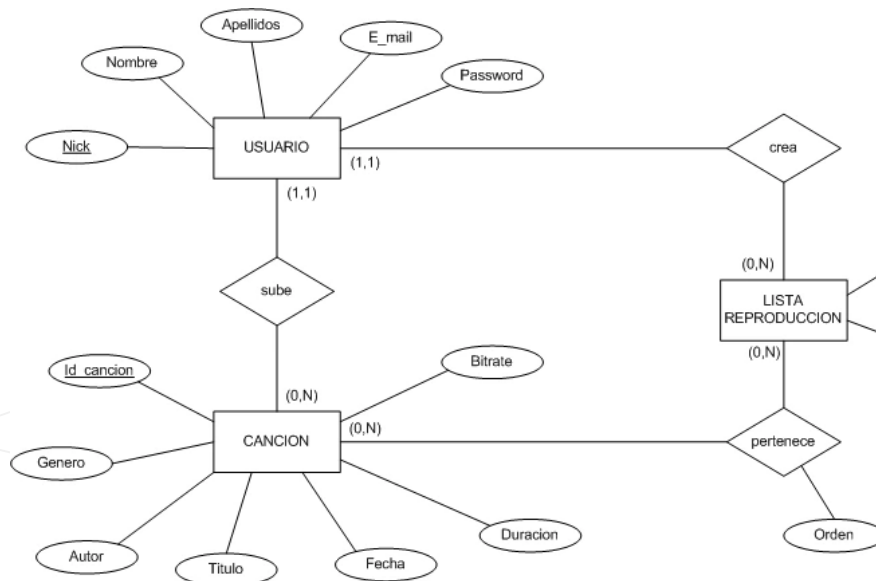 Apellidos
E_mail
Nombre
Password
Nick
USUARIO
(1,1)
crea
(1,1)
sube
(0,N)
LISTA
REPRODUCCION
(0,N)
Id_cancion
Bitrate
(0,N)
(0,N)
CANCION
pertenece
Genero
Autor
Titulo
Fecha
Duracion
Orden